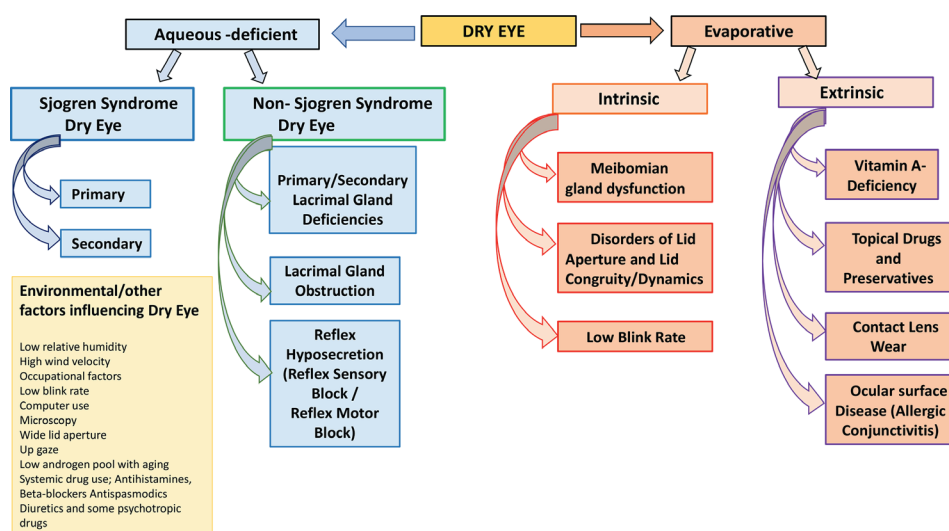 DRY EYE
Aqueous -deficient
Evaporative
Sjogren Syndrome
Dry Eye
Primary
Secondary
Non- Sjogren Syndrome
Dry Eye
Primary/Secondary
Lacrimal Gland
Deficiencies
Lacrimal Gland
Obstruction
Reflex
Hyposecretion
(Reflex Sensory
Block /
Reflex Motor
Block)
Intrinsic
Meibomian
gland dysfunction
Disorders of Lid
Aperture and Lid
Congruity/Dynamics
Low Blink Rate
Extrinsic
Vitamin A-
Deficiency
Topical Drugs
and
Preservatives
Contact Lens
Wear
Ocular surface
Disease (Allergic
Conjunctivitis)
Environmental/other
factors influencing Dry Eye
Low relative humidity
High wind velocity
Occupational factors
Low blink rate
Computer use
Microscopy
Wide lid aperture
Up gaze
Low androgen pool with aging
Systemic drug use; Antihistamines,
Beta-blockers Antispasmodics
Diuretics and some psychotropic
drugs